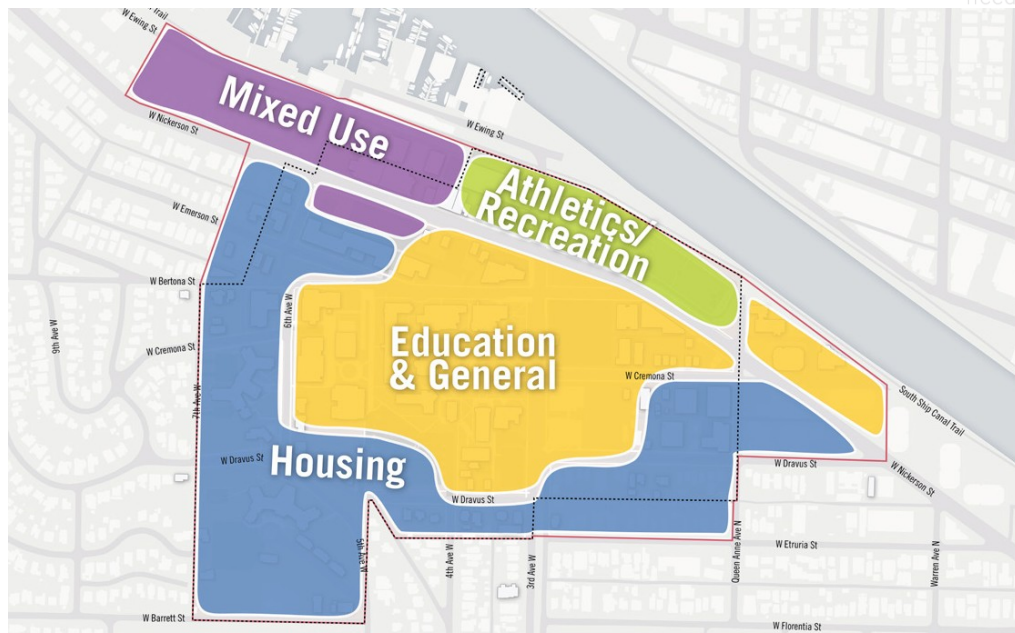 W Ewing St
Mixed Use
W Nickerson St
W Ewing St
Athletics/
Recreation
W Emerson St
W Bertona St
6th Ave W
9th Ave W
W Cremona St
7th Ave W
Education
& General
W Cremona St
South Ship Canal Trail
W Dravus St
Housing
W Dravus St
W Dravus St
W Nickerson St
5th Ave W
4th Ave W
3rd Ave W
Queen Anne Ave N
W Etruria St
Warren Ave N
W Barrett St
W Florentia St